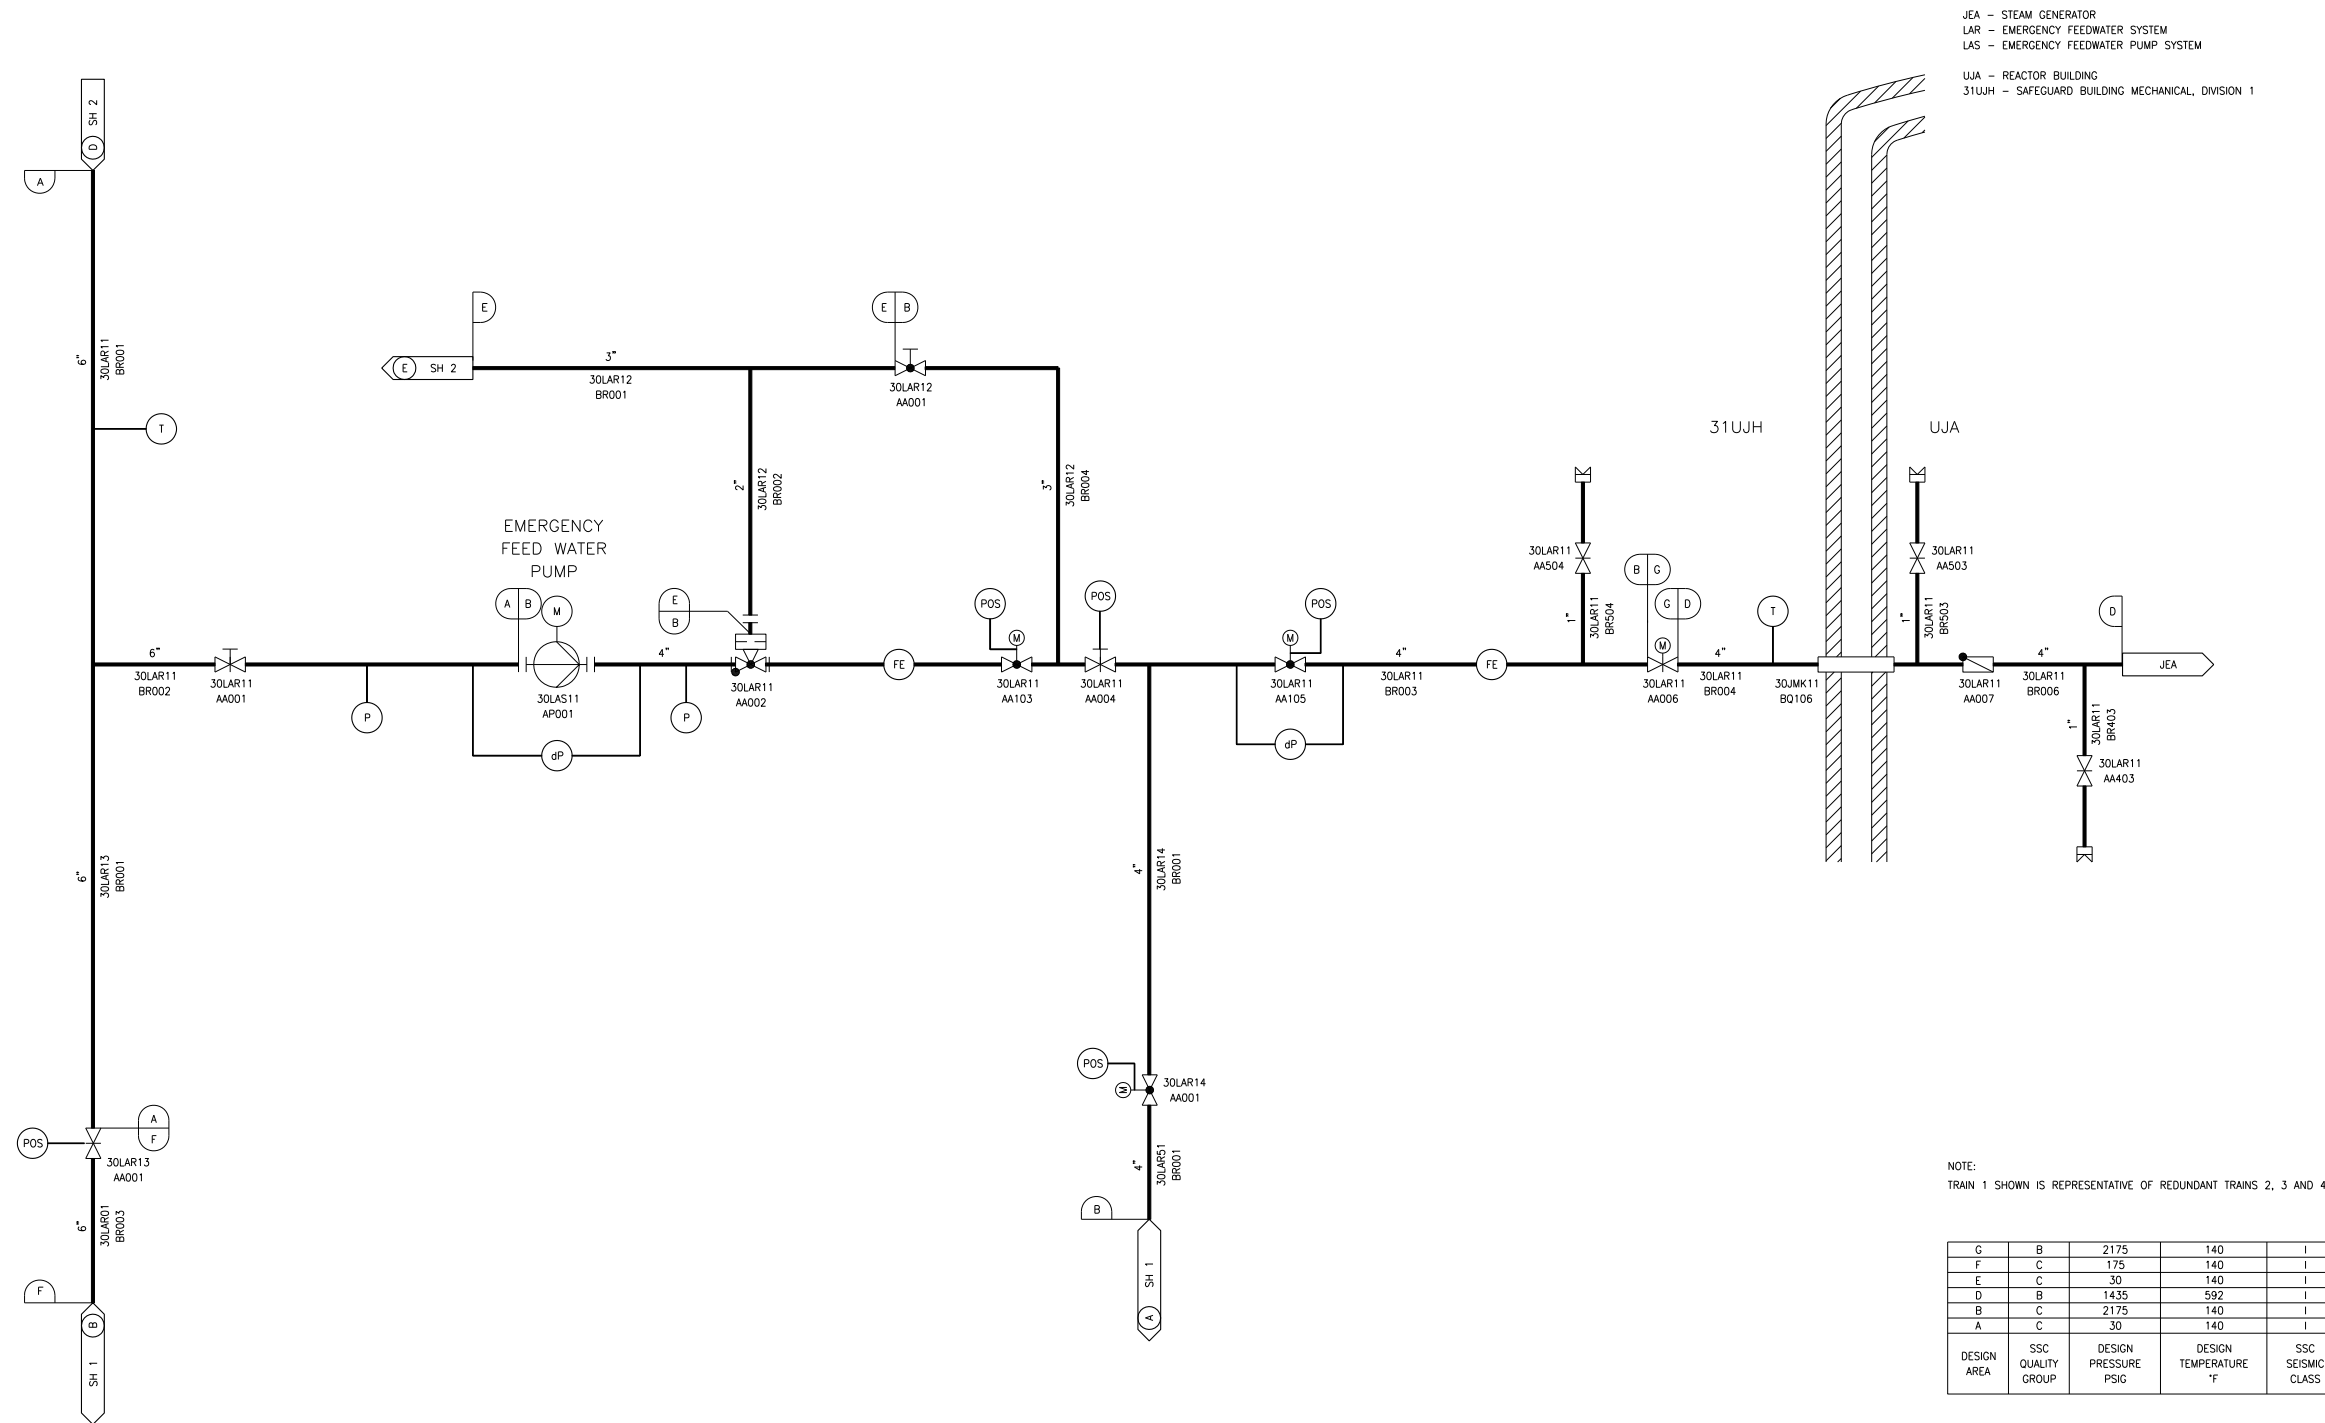 JEA – STEAM GENERATOR
LAR – EMERGENCY FEEDWATER SYSTEM
LAS – EMERGENCY FEEDWATER PUMP SYSTEM
UJA – REACTOR BUILDING
31UJH – SAFEGUARD BUILDING MECHANICAL, DIVISION 1
SH 2
D
A
6"
30LAR11
BR001
T
E
E
SH 2
3"
30LAR12
BR001
E
B
30LAR12
AA001
2"
30LAR12
BR002
3"
30LAR12
BR004
31UJH
UJA
EMERGENCY
FEED WATER
PUMP
A
B
M
6"
30LAR11
BR002
30LAR11
AA001
P
30LAS11
AP001
dP
4"
P
E
B
30LAR11
AA002
FE
POS
M
30LAR11
AA103
POS
30LAR11
AA004
POS
M
30LAR11
AA105
dP
4"
30LAR11
BR003
FE
30LAR11
AA504
1"
30LAR11
BR504
B
G
G
D
M
30LAR11
AA006
4"
30LAR11
BR004
T
30JMK11
BQ106
30LAR11
AA503
1"
30LAR11
BR503
30LAR11
AA007
4"
30LAR11
BR006
D
JEA
1"
30LAR11
BR403
30LAR11
AA403
6"
30LAR13
BR001
4"
30LAR14
BR001
POS
M
30LAR14
AA001
4"
30LAR51
BR001
B
SH 1
A
POS
A
F
30LAR13
AA001
6"
30LAR01
BR003
F
B
SH 1
NOTE:
TRAIN 1 SHOWN IS REPRESENTATIVE OF REDUNDANT TRAINS 2, 3 AND 4
G B 2175 140 I
F C 175 140 I
E C 30 140 I
D B 1435 592 I
B C 2175 140 I
A C 30 140 I
DESIGN AREA
SSC QUALITY GROUP
DESIGN PRESSURE PSIG
DESIGN TEMPERATURE °F
SSC SEISMIC CLASS